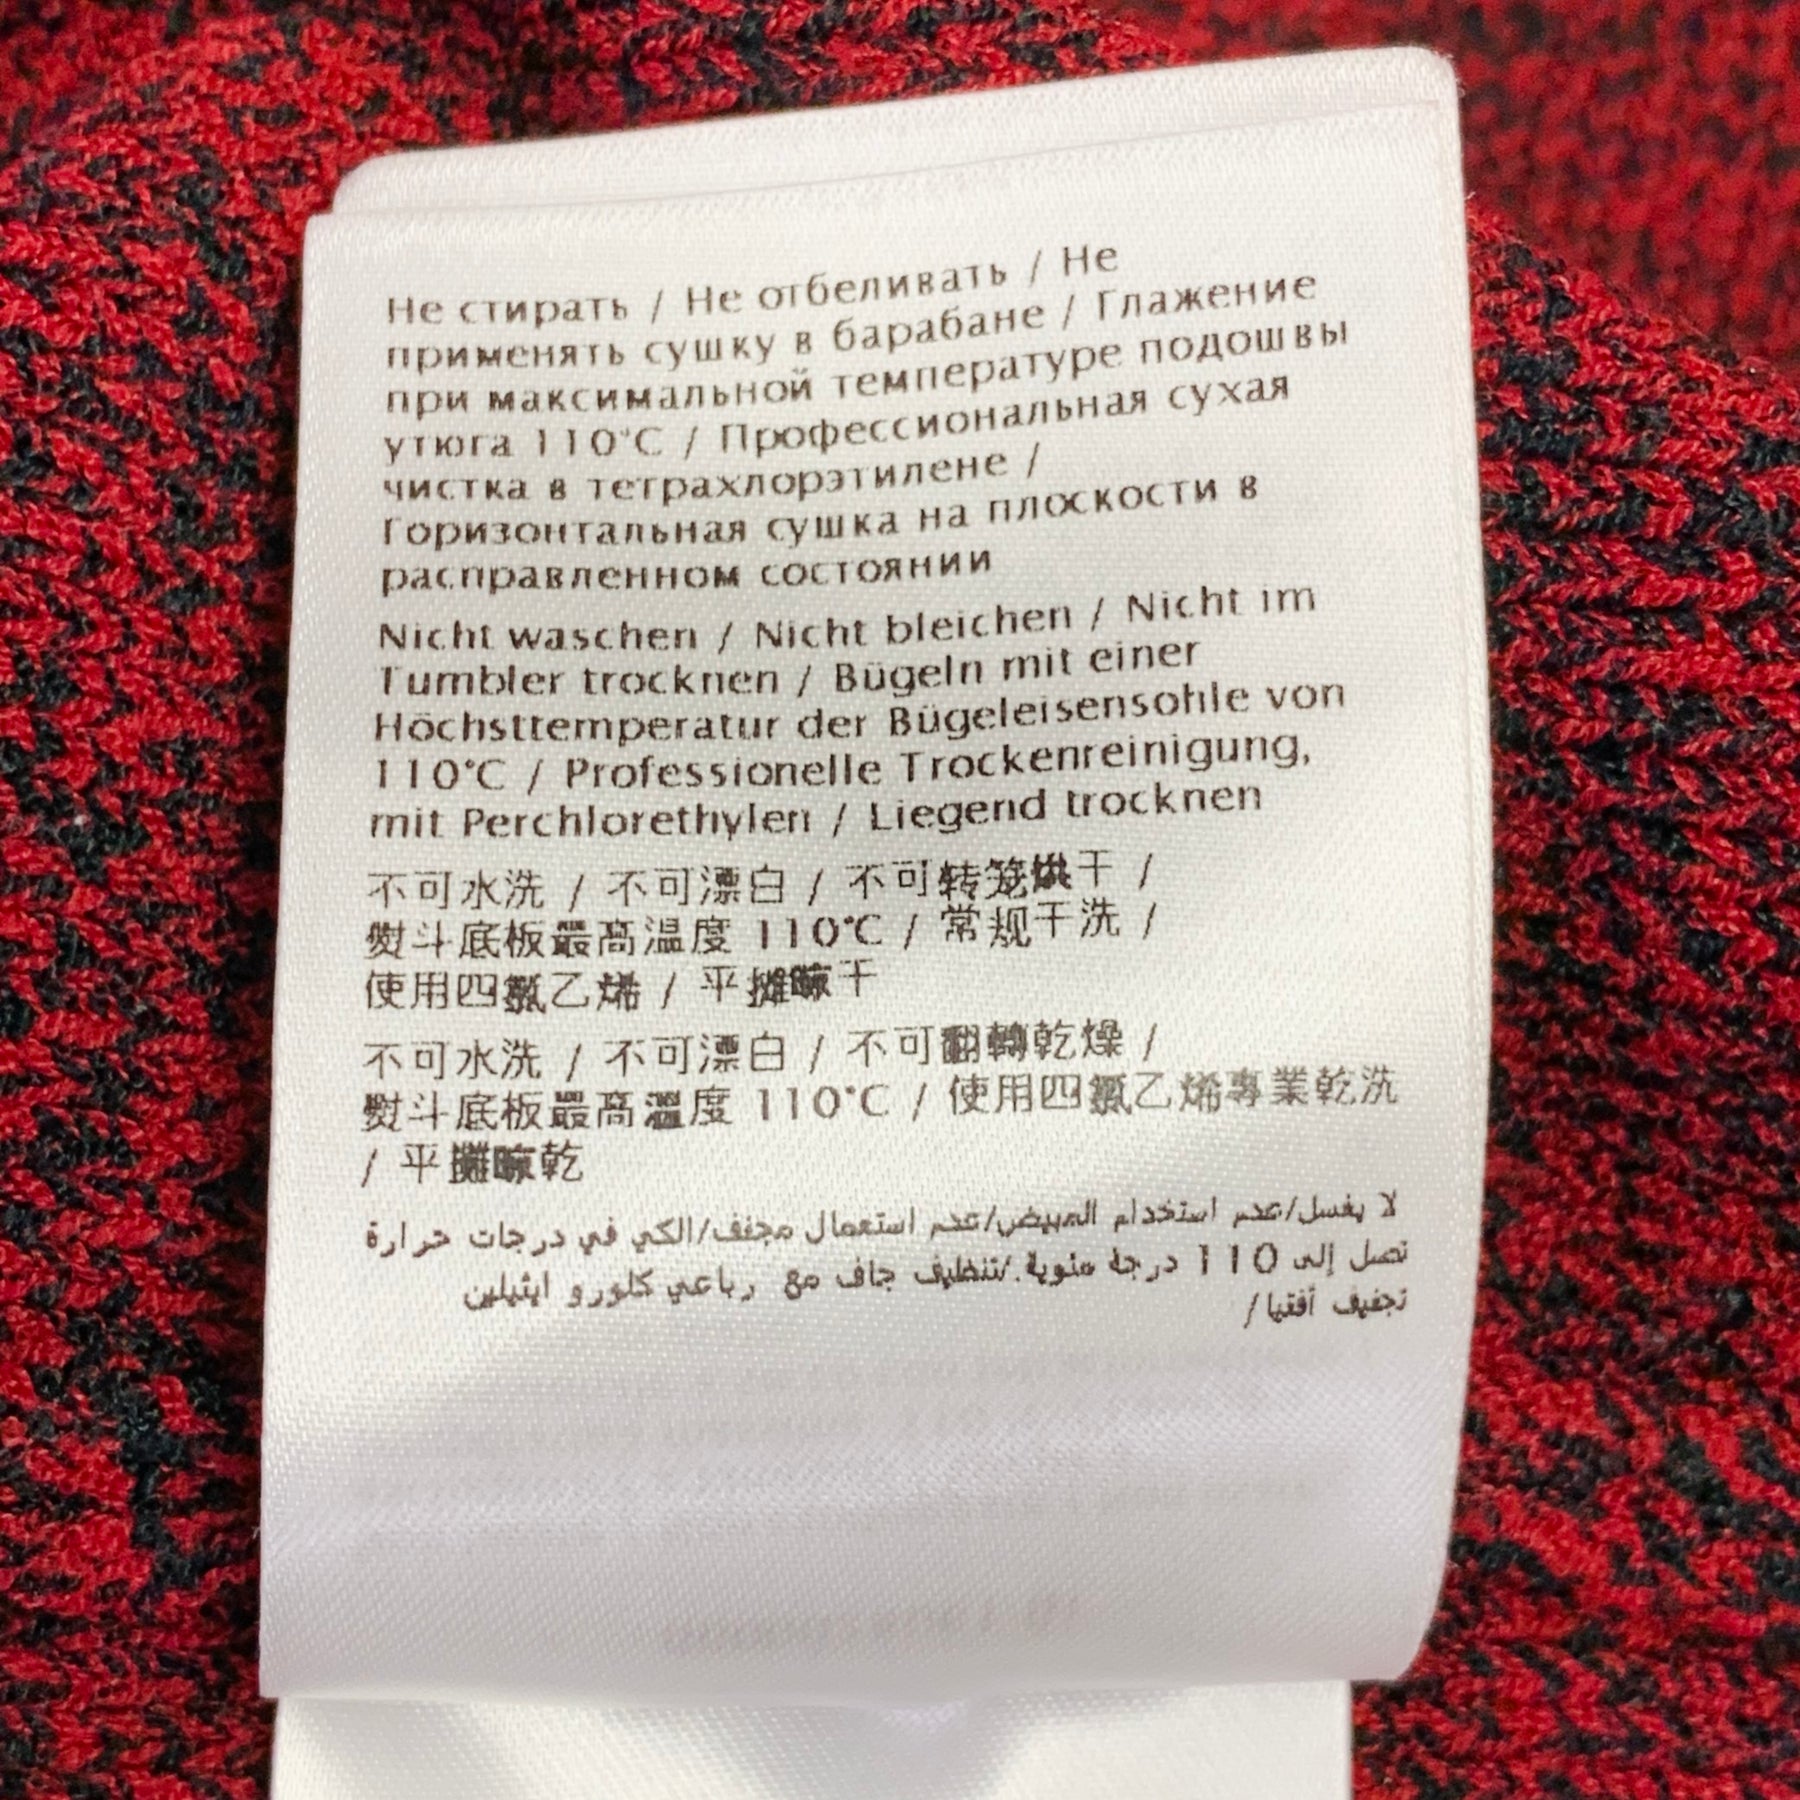 Не стирать / Не отбеливать / Не
применять сушку в барабане / Глажение
при максимальной температуре подошвы
утюга 110°C / Профессиональная сухая
чистка в тетрахлорэтилене /
Горизонтальная сушка на плоскости в
расправленном состоянии
Nicht waschen / Nicht bleichen / Nicht im
Tumbler trocknen / Bügeln mit einer
Höchsttemperatur der Bügeleisensohle von
110°C / Professionelle Trockenreinigung,
mit Perchlorethylen / Liegend trocknen
不可水洗 / 不可漂白 / 不可转笼烘干 /
熨斗底板最高温度 110°C / 常规干洗 /
使用四氯乙烯 / 平摊晾干
不可水洗 / 不可漂白 / 不可翻轉乾燥 /
熨斗底板最高溫度 110°C / 使用四氯乙烯專業乾洗
/ 平攤晾乾
لا يغسل/عدم استخدام المبيض/عدم استعمال مجفف/الكي في درجات حرارة
تصل إلى 110 درجة مئوية./تنظيف جاف مع رباعي كلورو ايثيلين
تجفيف أفقيا/